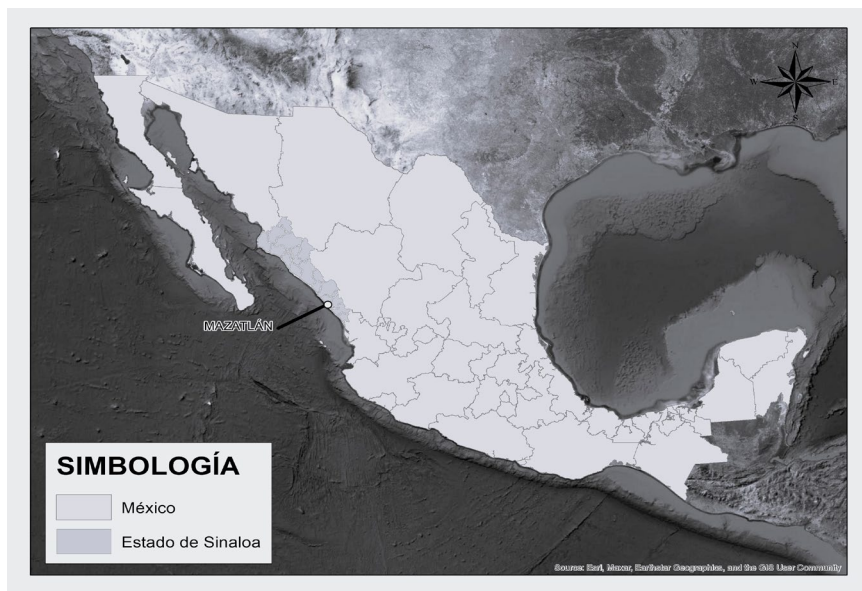 N
W E
S
MAZATLÁN
SIMBOLOGÍA
México
Estado de Sinaloa
Source: Esri, Maxar, Earthstar Geographics, and the GIS User Community